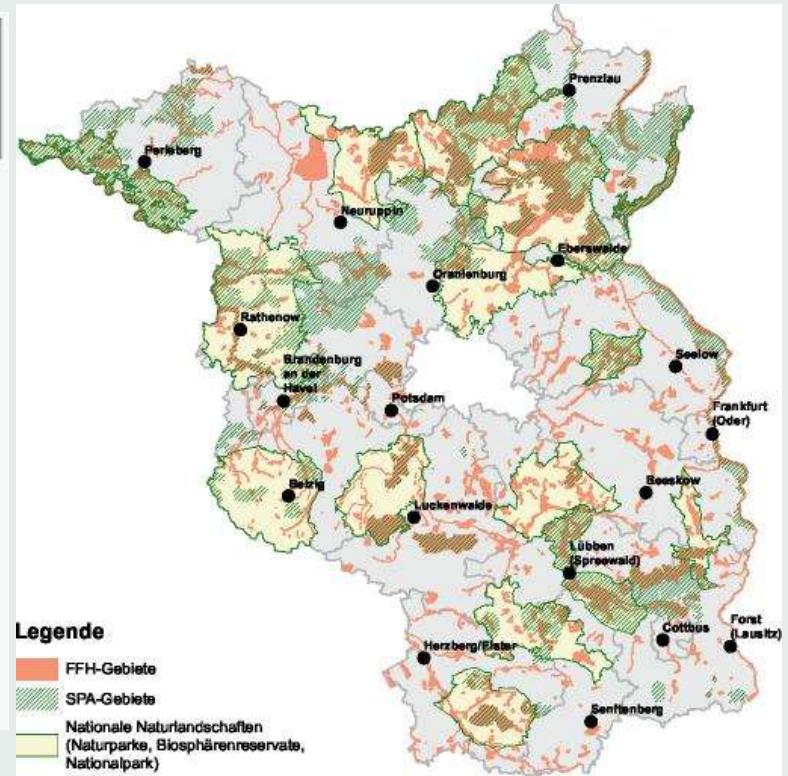 Prenzlau
Perleberg
Neuruppin
Eberswalde
Oranienburg
Rathenow
Seelow
Brandenburg
an der
Havel
Potsdam
Frankfurt
(Oder)
Belzig
Beeskow
Luckenwalde
Lübben
(Spreewald)
Cottbus
Forst
(Lausitz)
Herzberg/Elster
Senftenberg
Legende
FFH-Gebiete
SPA-Gebiete
Nationale Naturlandschaften
(Naturparke, Biosphärenreservate,
Nationalpark)